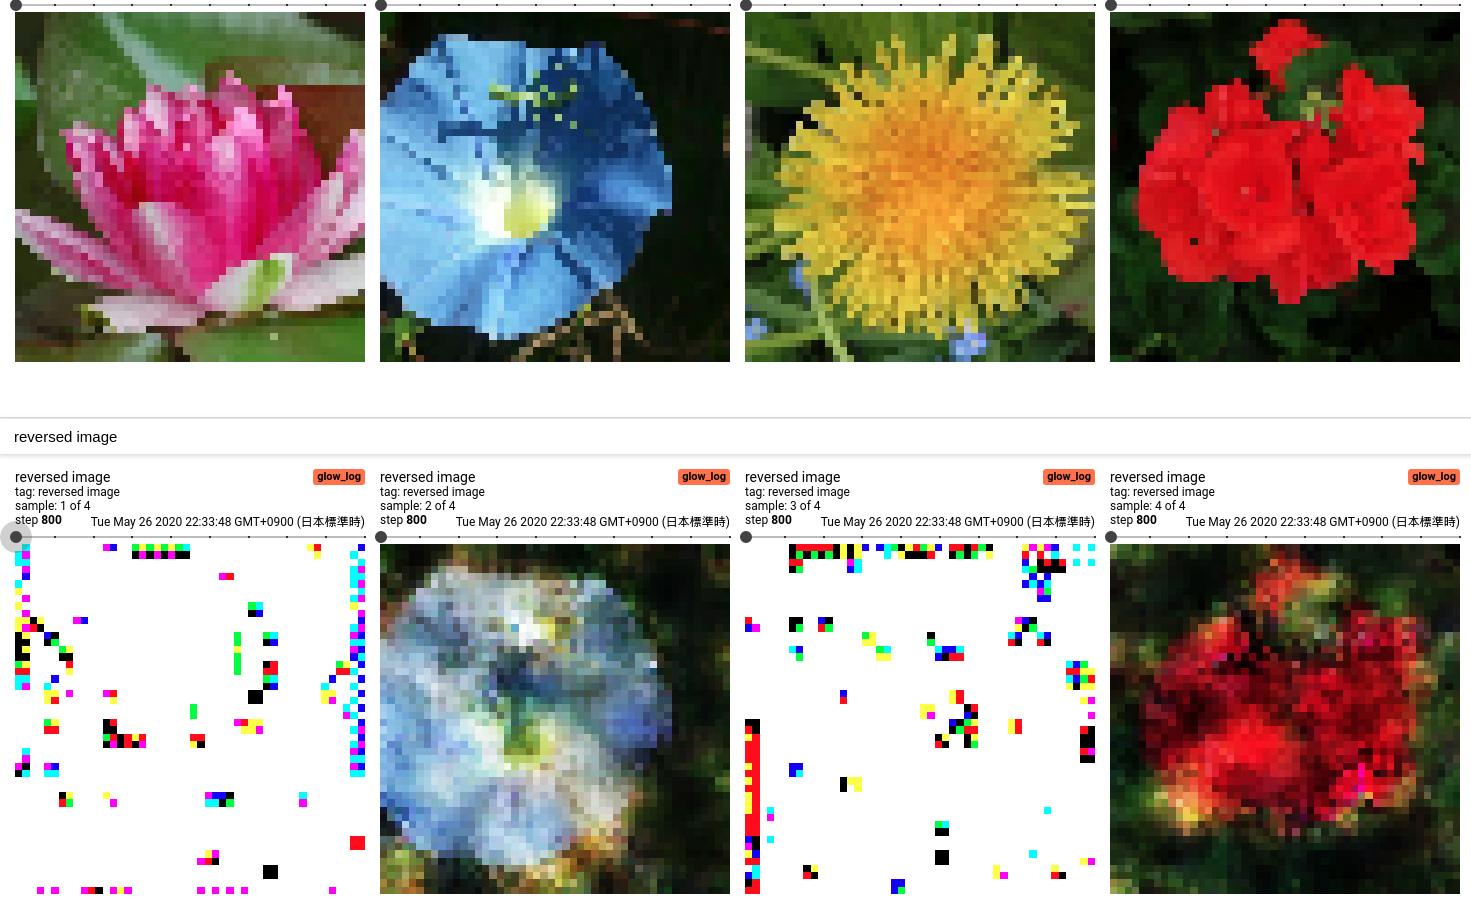 reversed image
reversed image glow_log
tag: reversed image
sample: 1 of 4
step 800 Tue May 26 2020 22:33:48 GMT+0900 (日本標準時)
reversed image glow_log
tag: reversed image
sample: 2 of 4
step 800 Tue May 26 2020 22:33:48 GMT+0900 (日本標準時)
reversed image glow_log
tag: reversed image
sample: 3 of 4
step 800 Tue May 26 2020 22:33:48 GMT+0900 (日本標準時)
reversed image glow_log
tag: reversed image
sample: 4 of 4
step 800 Tue May 26 2020 22:33:48 GMT+0900 (日本標準時)